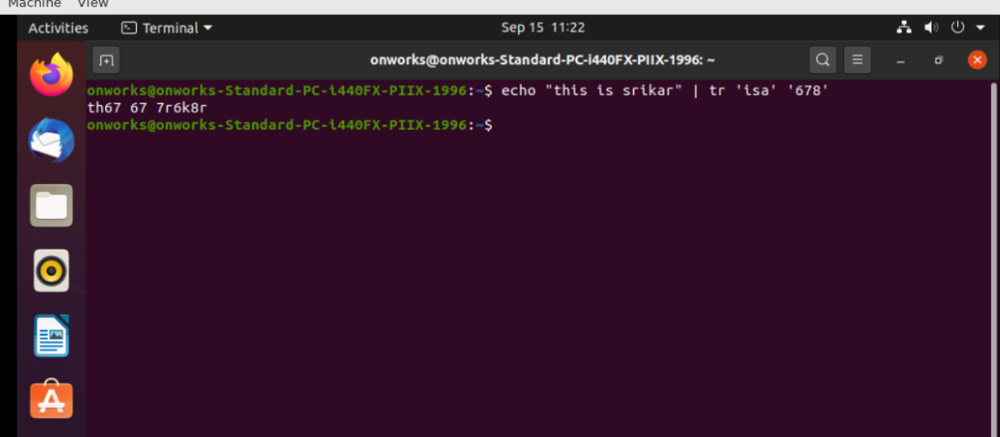 Machine View
Activities Terminal Sep 15 11:22
onworks@onworks-Standard-PC-i440FX-PIIX-1996: ~
onworks@onworks-Standard-PC-i440FX-PIIX-1996:~$ echo "this is srikar" | tr 'isa' '678'
th67 67 7r6k8r
onworks@onworks-Standard-PC-i440FX-PIIX-1996:~$